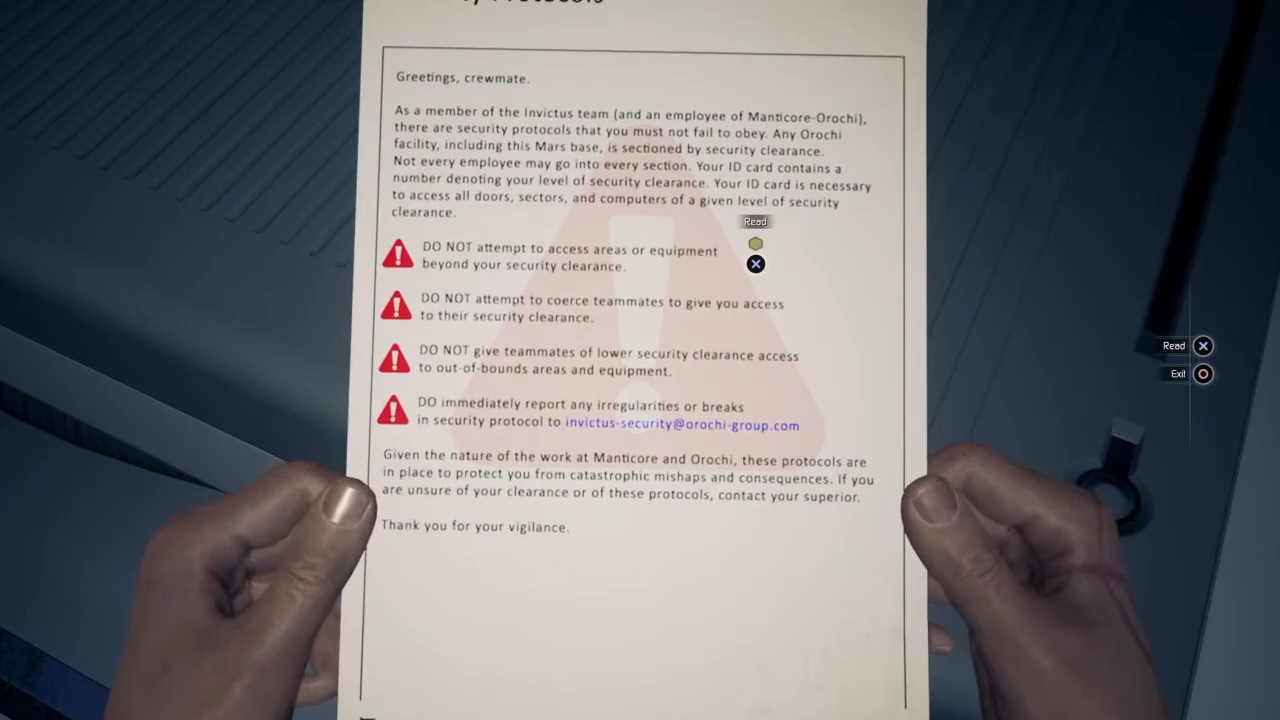 Protocols
Greetings, crewmate.
As a member of the Invictus team (and an employee of Manticore-Orochi),
there are security protocols that you must not fail to obey. Any Orochi
facility, including this Mars base, is sectioned by security clearance.
Not every employee may go into every section. Your ID card contains a
number denoting your level of security clearance. Your ID card is necessary
to access all doors, sectors, and computers of a given level of security
clearance.
Read
DO NOT attempt to access areas or equipment
beyond your security clearance.
DO NOT attempt to coerce teammates to give you access
to their security clearance.
DO NOT give teammates of lower security clearance access
to out-of-bounds areas and equipment.
DO immediately report any irregularities or breaks
in security protocol to invictus-security@orochi-group.com
Given the nature of the work at Manticore and Orochi, these protocols are
in place to protect you from catastrophic mishaps and consequences. If you
are unsure of your clearance or of these protocols, contact your superior.
Thank you for your vigilance.
Read
Exit